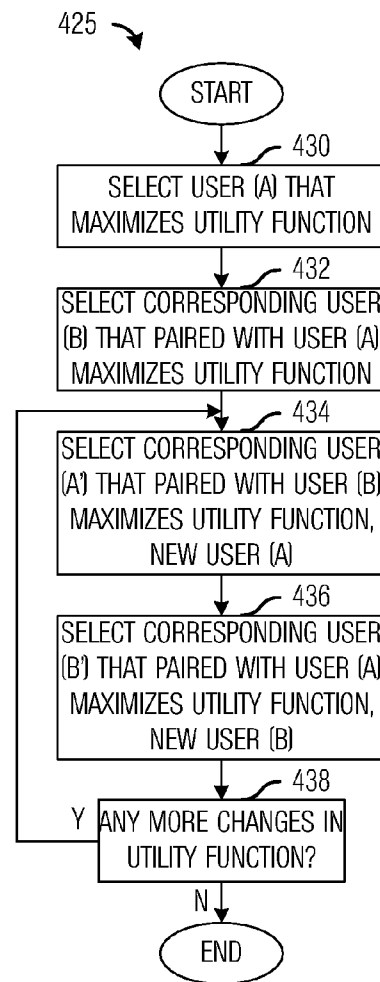 425
START
430
SELECT USER (A) THAT
MAXIMIZES UTILITY FUNCTION
432
SELECT CORRESPONDING USER
(B) THAT PAIRED WITH USER (A)
MAXIMIZES UTILITY FUNCTION
434
SELECT CORRESPONDING USER
(A') THAT PAIRED WITH USER (B)
MAXIMIZES UTILITY FUNCTION,
NEW USER (A)
436
SELECT CORRESPONDING USER
(B') THAT PAIRED WITH USER (A)
MAXIMIZES UTILITY FUNCTION,
NEW USER (B)
438
Y
ANY MORE CHANGES IN
UTILITY FUNCTION?
N
END